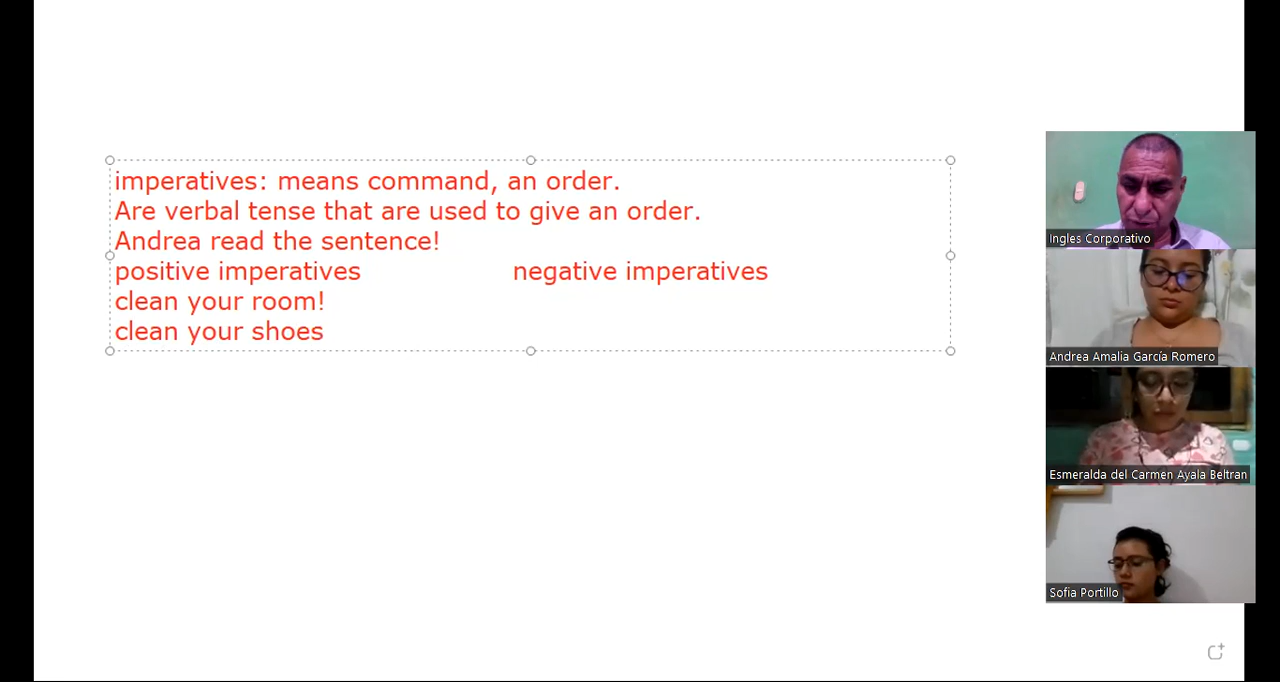 imperatives: means command, an order.
Are verbal tense that are used to give an order.
Andrea read the sentence!
positive imperatives negative imperatives
clean your room!
clean your shoes
Ingles Corporativo
Andrea Amalia García Romero
Esmeralda del Carmen Ayala Beltran
Sofia Portillo